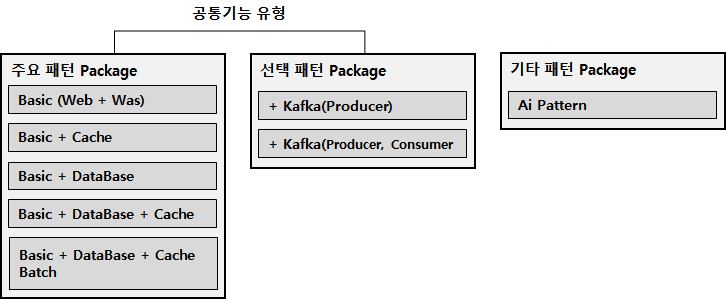 공통기능 유형
주요 패턴 Package
Basic (Web + Was)
Basic + Cache
Basic + DataBase
Basic + DataBase + Cache
Basic + DataBase + Cache
Batch
선택 패턴 Package
+ Kafka(Producer)
+ Kafka(Producer, Consumer
기타 패턴 Package
Ai Pattern